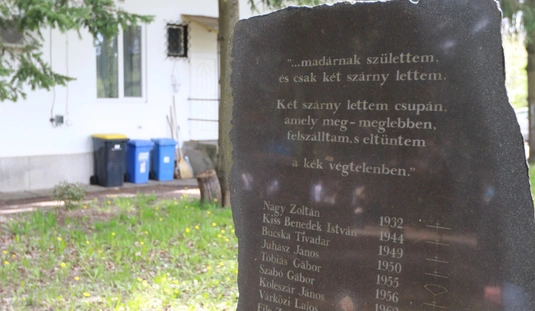 "...madárnak születtem,
és csak két szárny lettem.
Két szárny lettem csupán,
amely meg-meglebben,
felszálltam,s eltűntem
a kék végtelenben."
Nagy Zoltán 1932
Kiss Benedek István 1944
Bucska Tivadar 1949
Juhász János 1950
Tóbiás Gábor 1955
Szabó Gábor 1956
Koleszár János
Várközi Lajos